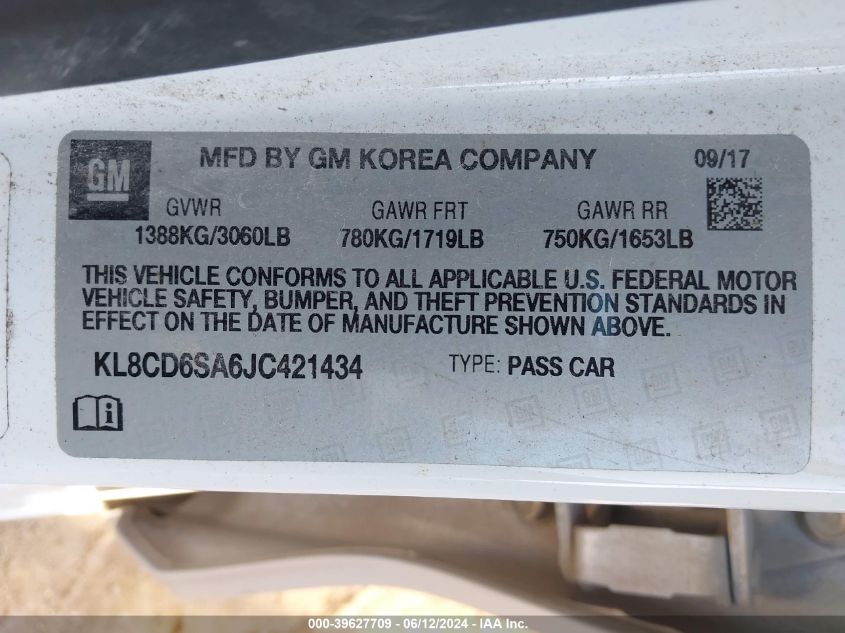 GM MFD BY GM KOREA COMPANY 09/17
GVWR GAWR FRT GAWR RR
1388KG/3060LB 780KG/1719LB 750KG/1653LB
THIS VEHICLE CONFORMS TO ALL APPLICABLE U.S. FEDERAL MOTOR
VEHICLE SAFETY, BUMPER, AND THEFT PREVENTION STANDARDS IN
EFFECT ON THE DATE OF MANUFACTURE SHOWN ABOVE.
KL8CD6SA6JC421434 TYPE: PASS CAR
000-39627709 - 06/12/2024 - IAA Inc.